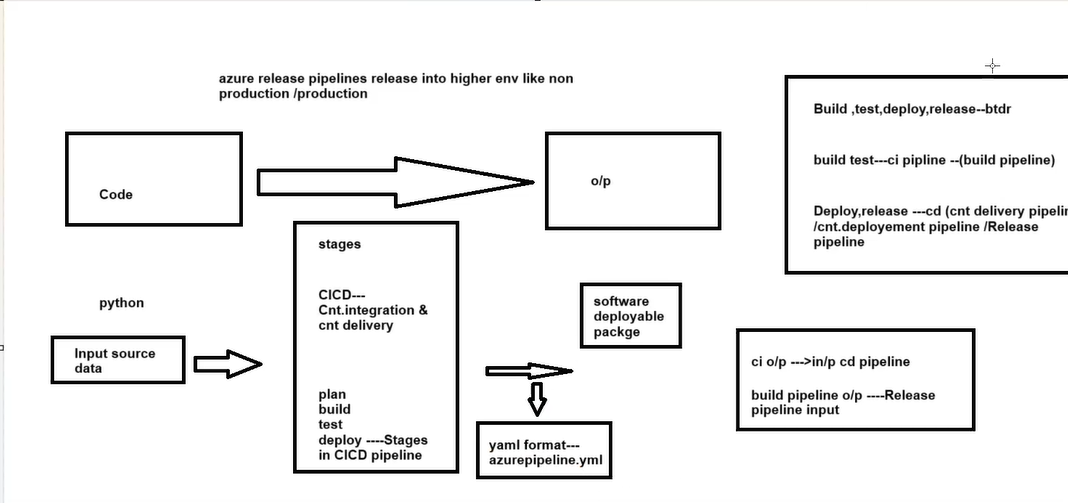 azure release pipelines release into higher env like non
production /production
Code
o/p
Build ,test,deploy,release--btdr
build test---ci pipline --(build pipeline)
Deploy,release ---cd (cnt delivery
/cnt.deployement pipeline /Release
pipeline
stages
CICD---
Cnt.integration &
cnt delivery
plan
build
test
deploy ----Stages
in CICD pipeline
python
Input source
data
software
deployable
packge
yaml format---
azurepipeline.yml
ci o/p --->in/p cd pipeline
build pipeline o/p ----Release
pipeline input